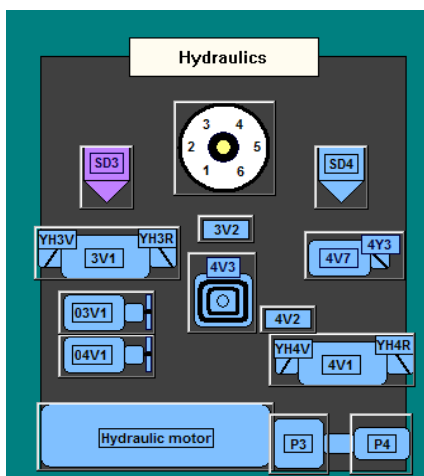 Hydraulics
3 4
2 5
1 6
SD3
SD4
3V2
YH3V
YH3R
3V1
4V3
4Y3
4V7
03V1
4V2
04V1
YH4V
YH4R
4V1
Hydraulic motor
P3
P4